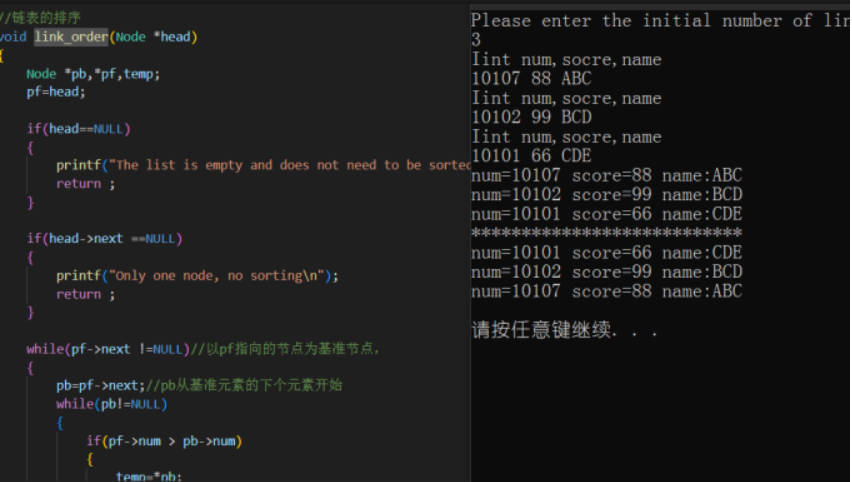 //链表的排序
void link_order(Node *head)
{
Node *pb,*pf,temp;
pf=head;
if(head==NULL)
{
printf("The list is empty and does not need to be sorted
return ;
}
if(head->next ==NULL)
{
printf("Only one node, no sorting\n");
return ;
}
while(pf->next !=NULL)//以pf指向的节点为基准节点,
{
pb=pf->next;//pb从基准元素的下个元素开始
while(pb!=NULL)
{
if(pf->num > pb->num)
{
temp=*pb;
Please enter the initial number of lin
3
Iint num,socre,name
10107 88 ABC
Iint num,socre,name
10102 99 BCD
Iint num,socre,name
10101 66 CDE
num=10107 score=88 name:ABC
num=10102 score=99 name:BCD
num=10101 score=66 name:CDE
***************************
num=10101 score=66 name:CDE
num=10102 score=99 name:BCD
num=10107 score=88 name:ABC
请按任意键继续. . .